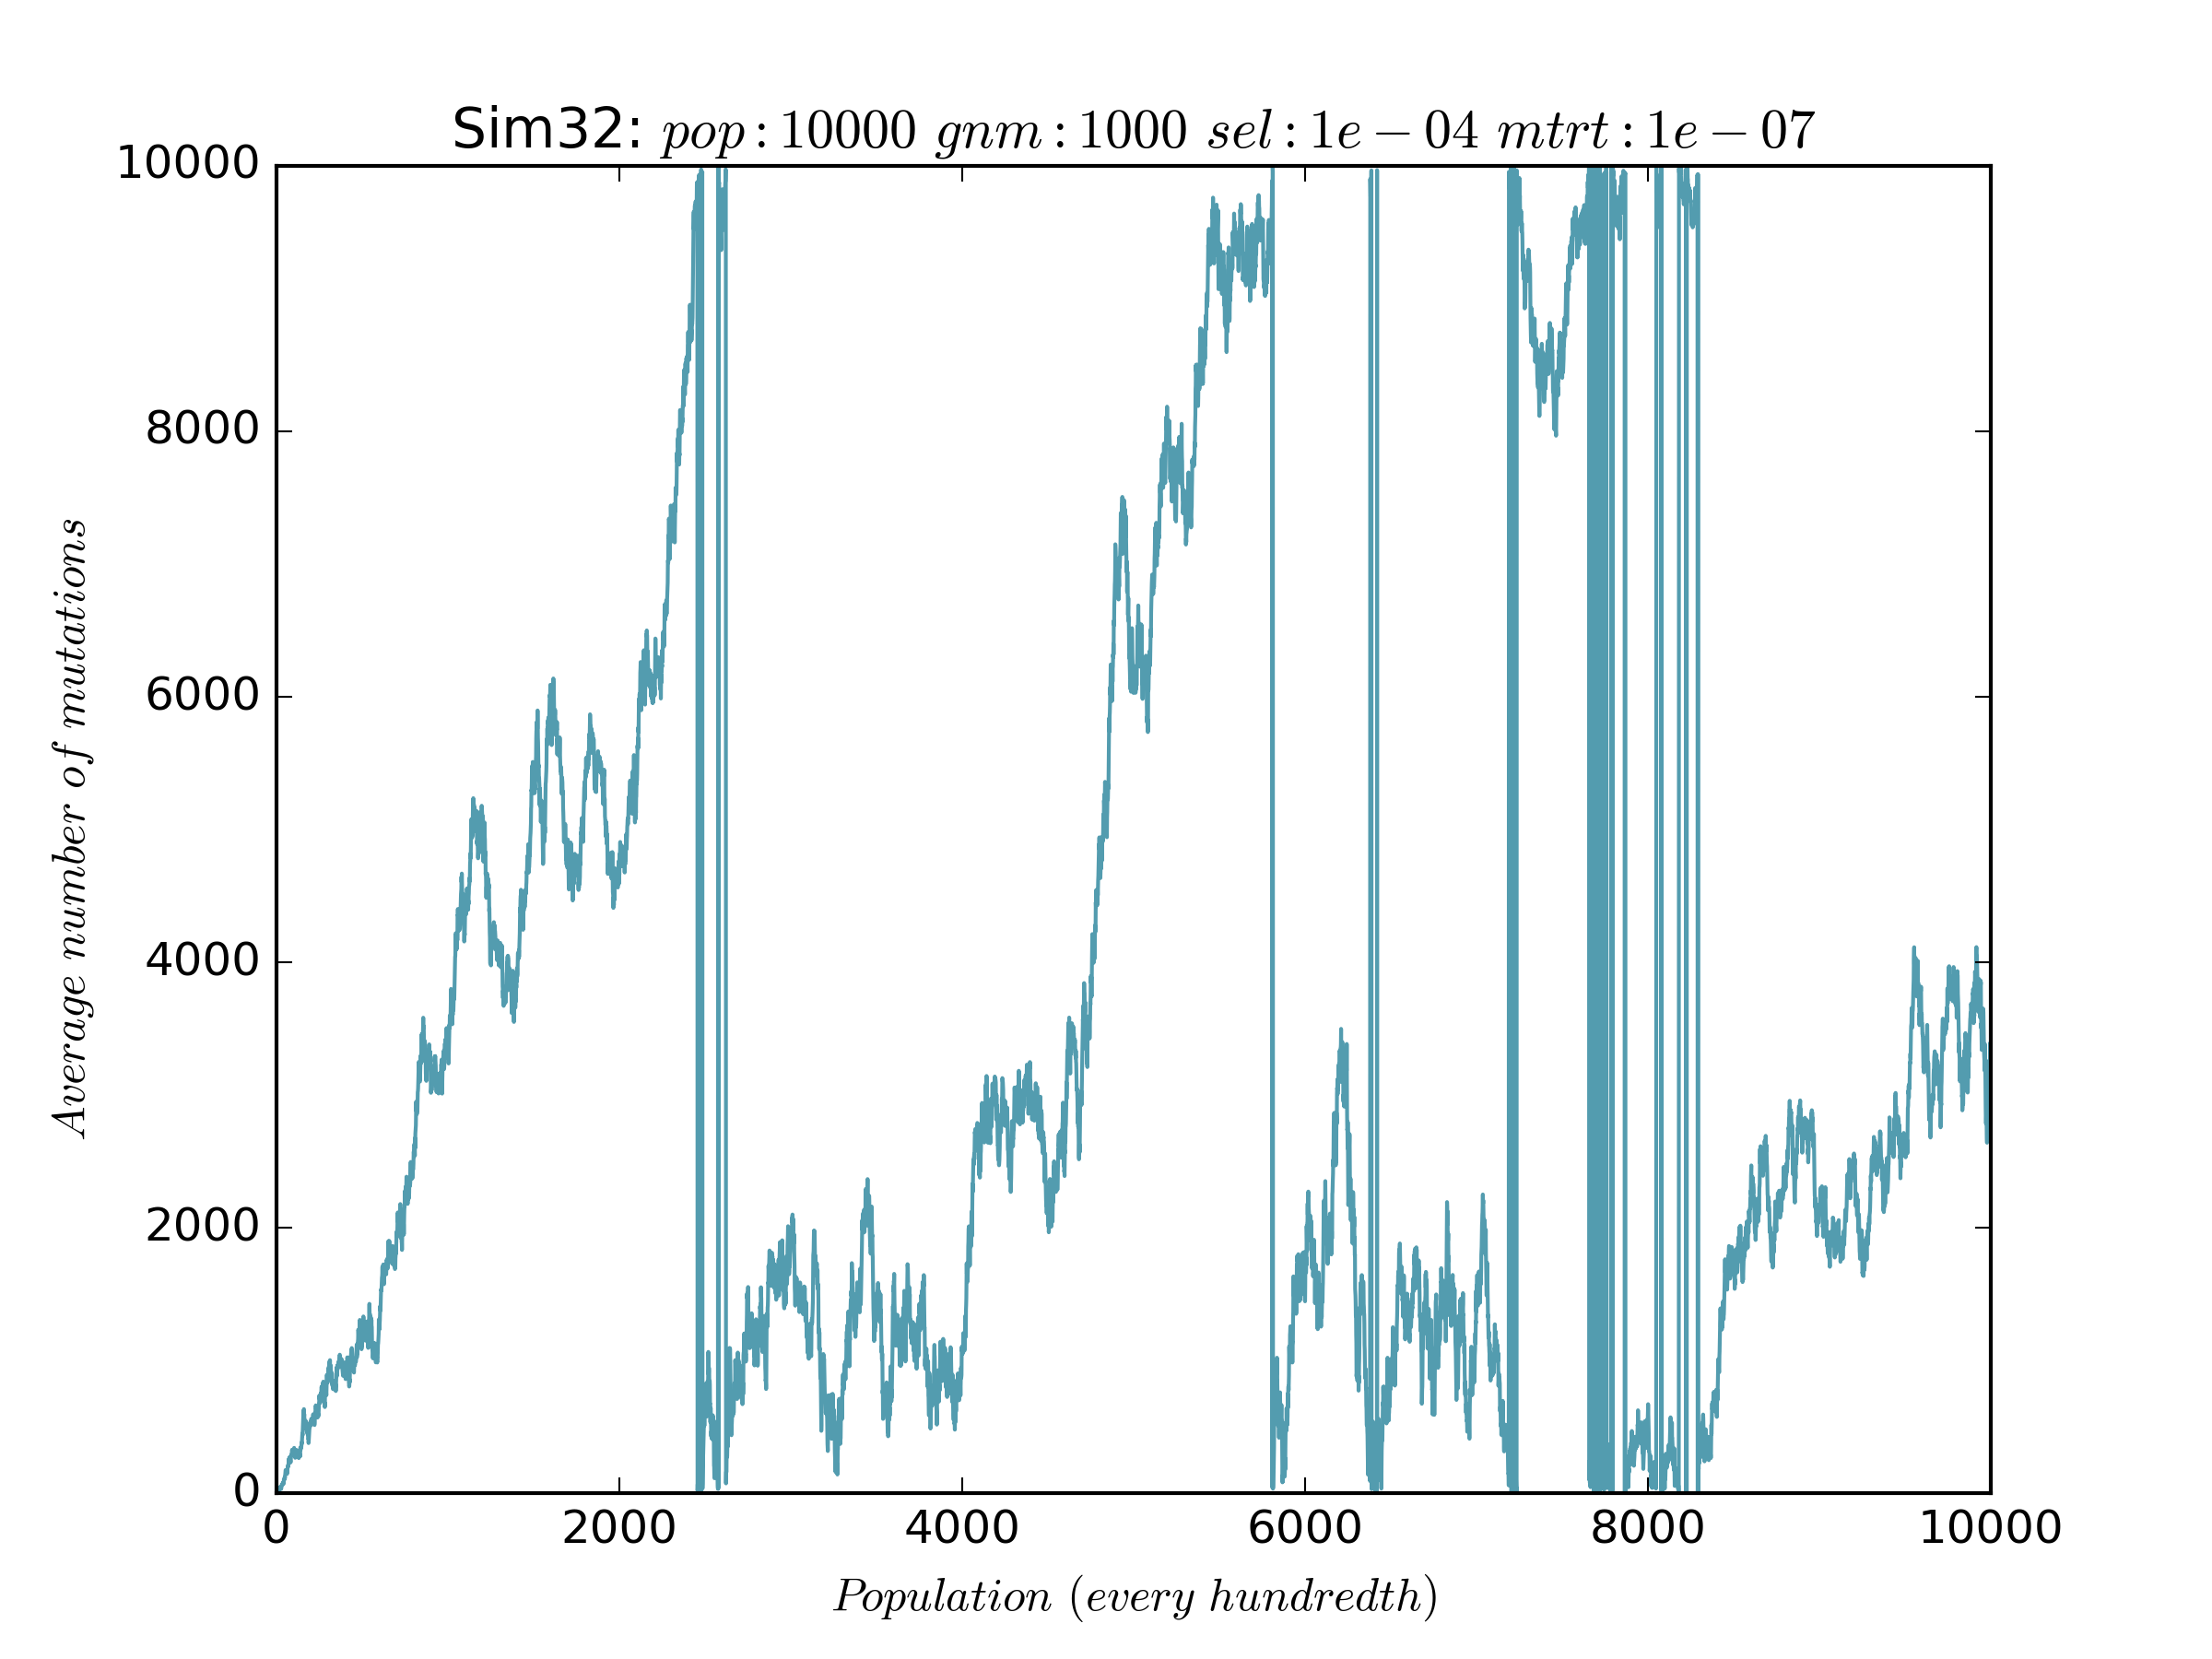 Sim32: pop : 10000 gnm : 1000 sel : 1e − 04 mtrt : 1e − 07
10000
8000
6000
4000
2000
0
Average number of mutations
0 2000 4000 6000 8000 10000
Population (every hundredth)